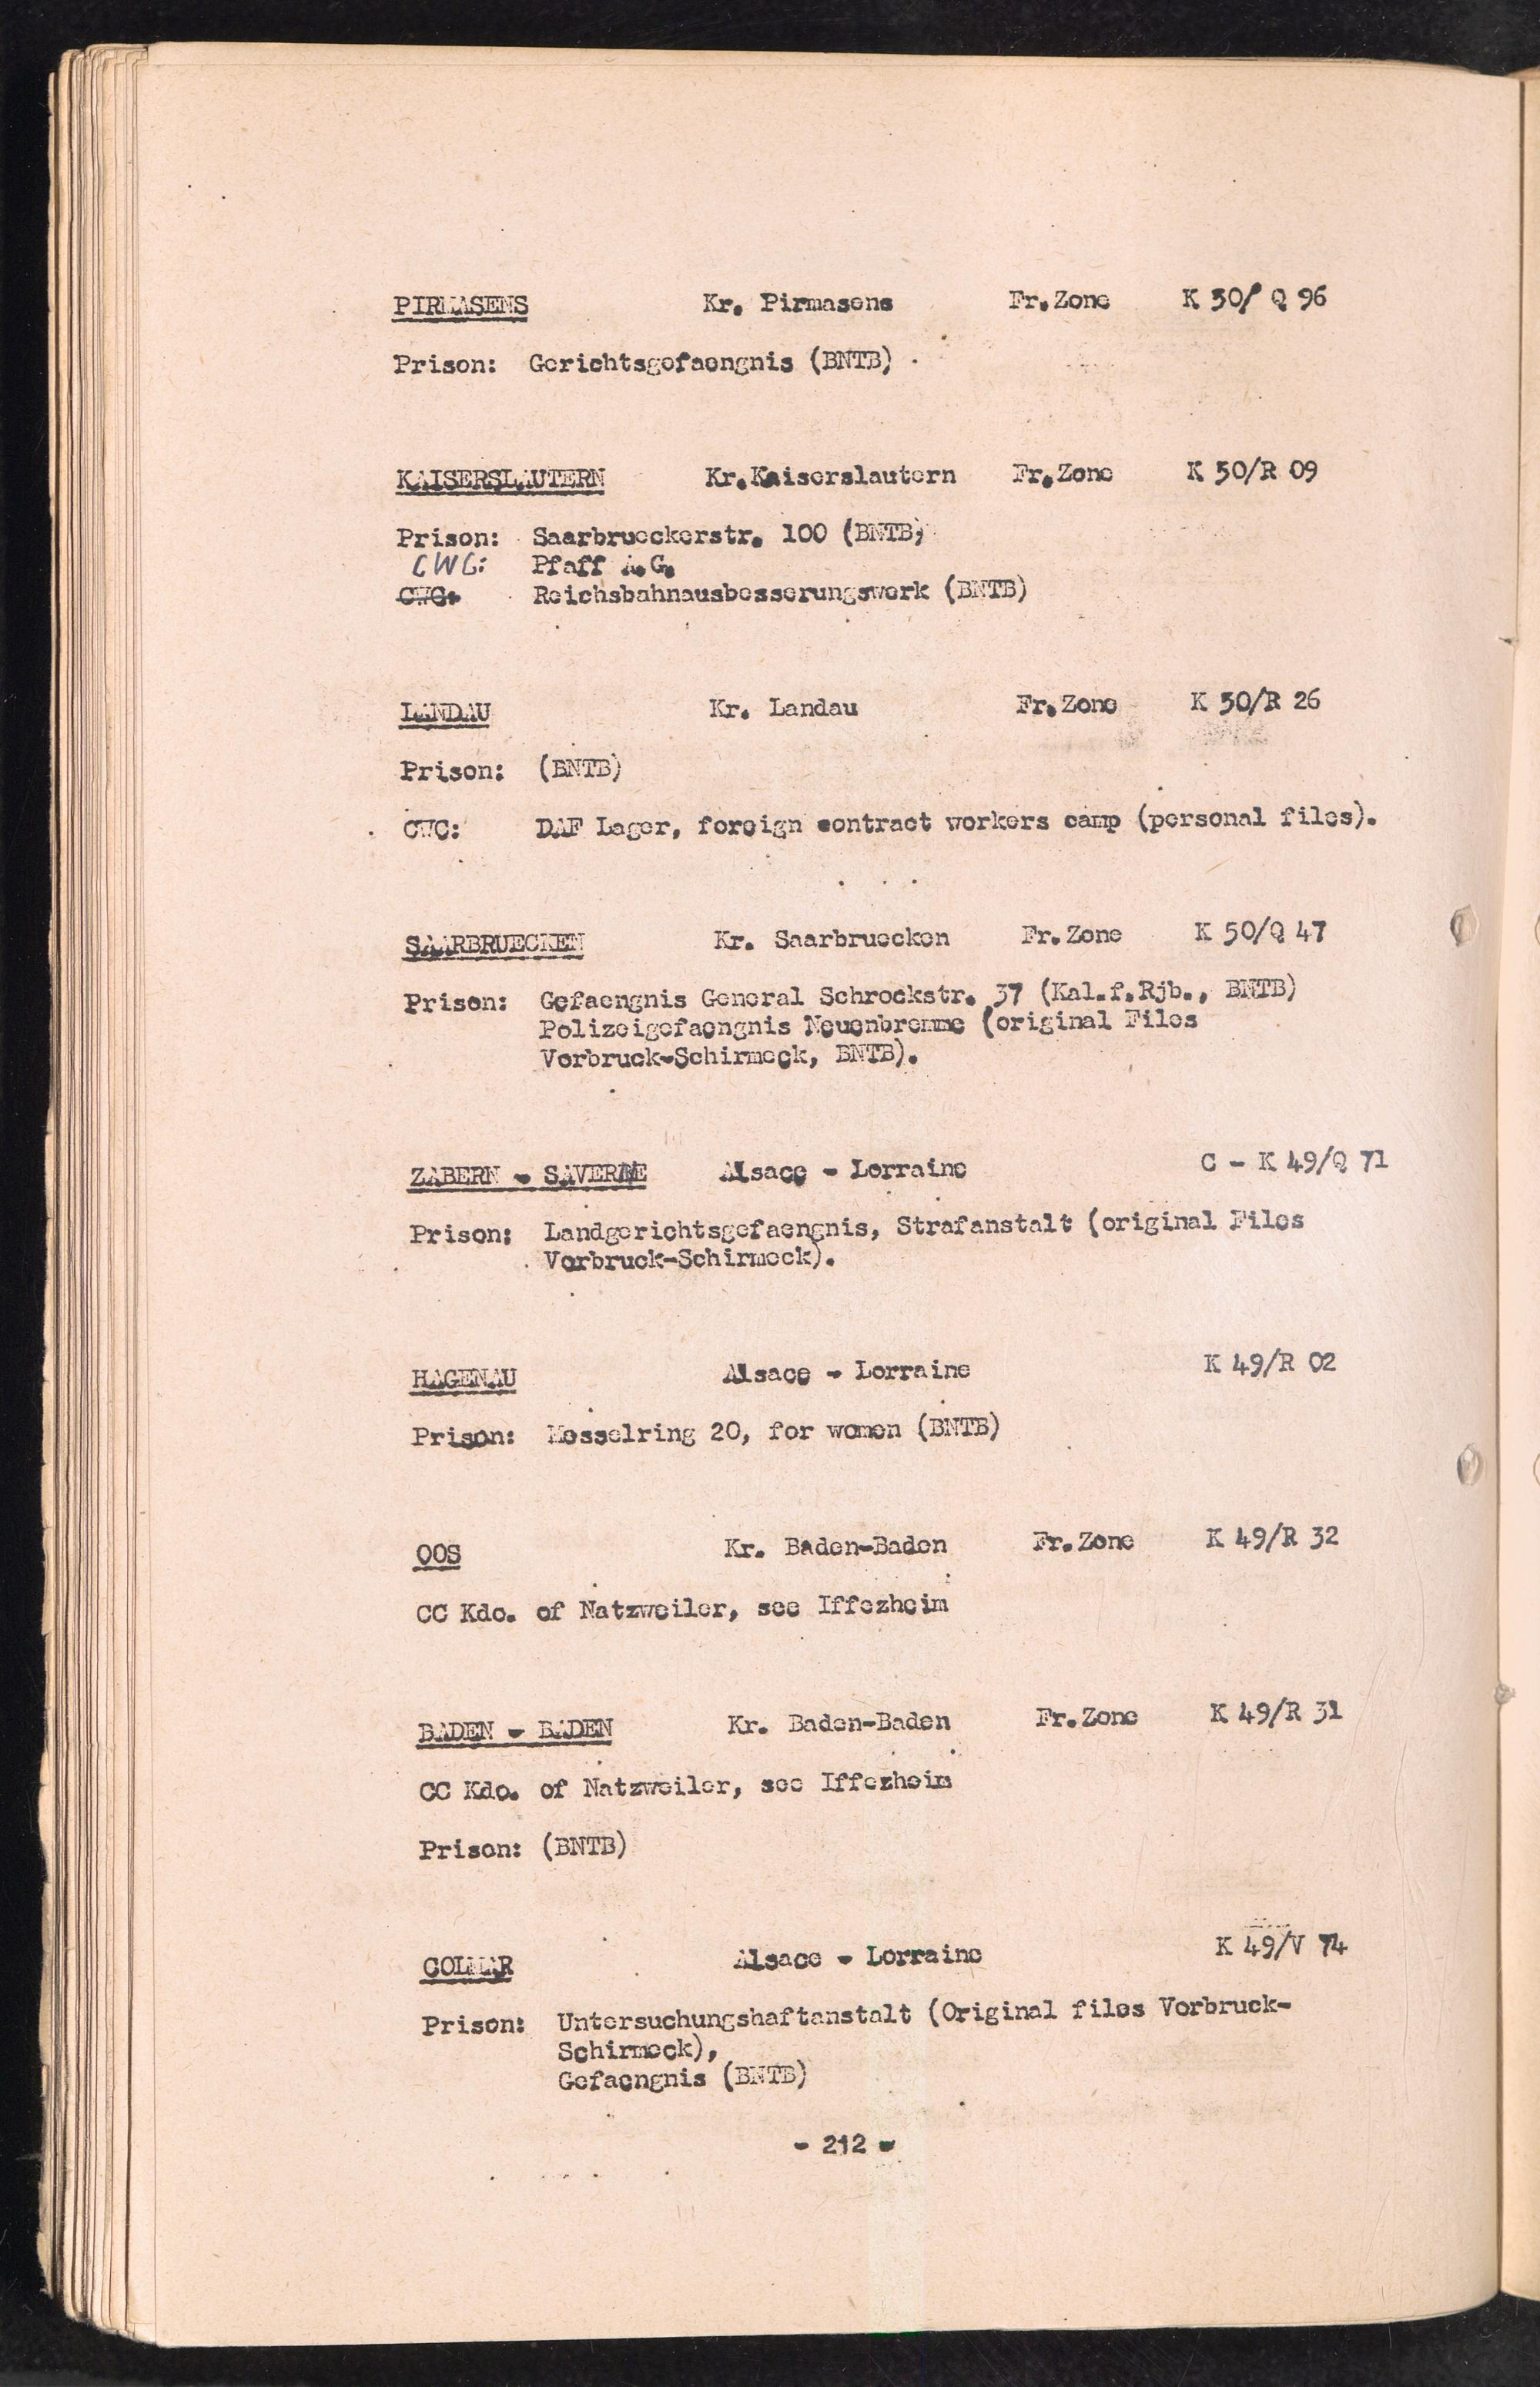 PIRMASENS Kr. Pirmasens Fr.Zone K 50/ Q 96
Prison: Gerichtsgefaengnis (BNTB)
KAISERSLAUTERN Kr.Kaiserslautern Fr.Zone K 50/R 09
Prison: Saarbrueckerstr. 100 (BNTB)
CWC: Pfaff A.G.
CWC: Reichsbahnausbesserungswerk (BNTB)
LANDAU Kr. Landau Fr.Zone K 50/R 26
Prison: (BNTB)
CWC: DAF Lager, foreign contract workers camp (personal files).
SAARBRUECKEN Kr. Saarbruecken Fr.Zone K 50/Q 47
Prison: Gefaengnis General Schrockstr. 37 (Kal.f.Rjb., BNTB)
Polizeigefaengnis Neuenbremme (original Files
Vorbruck-Schirmeck, BNTB).
ZABERN - SAVERNE Alsace - Lorraine C - K 49/Q 71
Prison: Landgerichtsgefaengnis, Strafanstalt (original Files
Vorbruck-Schirmeck).
HAGENAU Alsace - Lorraine K 49/R 02
Prison: Mosselring 20, for women (BNTB)
OOS Kr. Baden-Baden Fr.Zone K 49/R 32
CC Kdo. of Natzweiler, see Iffezheim
BADEN - BADEN Kr. Baden-Baden Fr.Zone K 49/R 31
CC Kdo. of Natzweiler, see Iffezheim
Prison: (BNTB)
COLMAR Alsace - Lorraine K 49/V 74
Prison: Untersuchungshaftanstalt (Original files Vorbruck-
Schirmeck),
Gefaengnis (BNTB)
- 212 -